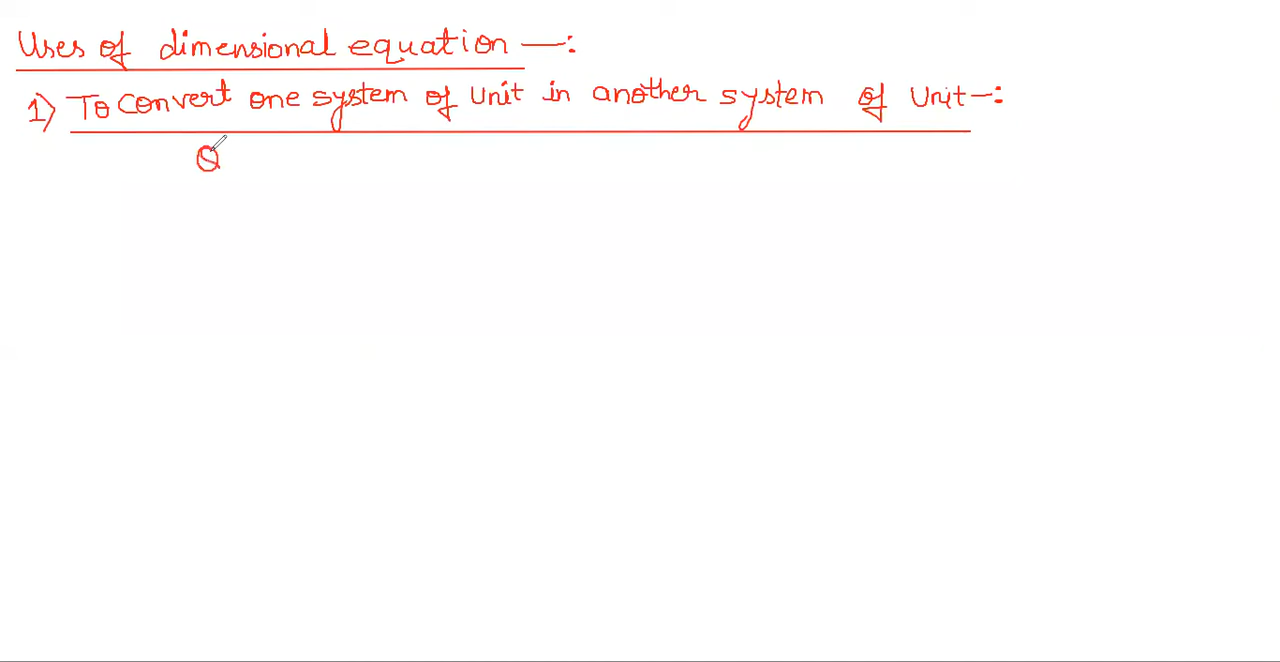 Uses of dimensional equation —:
1) To convert one system of Unit in another system of Unit —:
Q